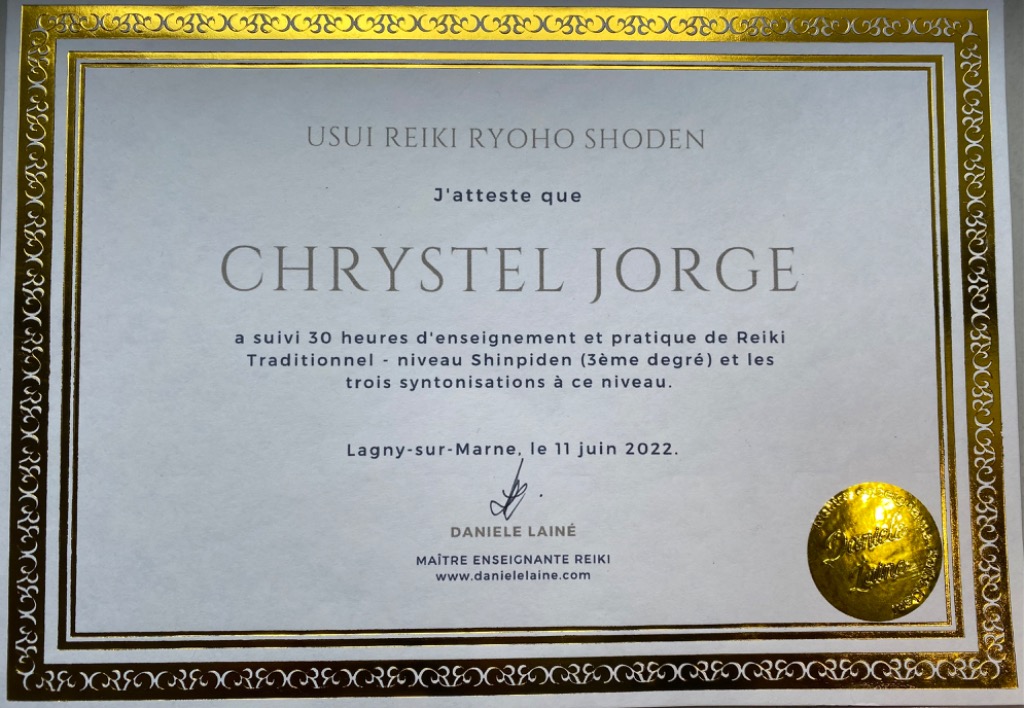 USUI REIKI RYOHO SHODEN
J'atteste que
CHRYSTEL JORGE
a suivi 30 heures d'enseignement et pratique de Reiki
Traditionnel - niveau Shinpiden (3ème degré) et les
trois syntonisations à ce niveau.
Lagny-sur-Marne, le 11 juin 2022.
DANIELE LAINÉ
MAÎTRE ENSEIGNANTE REIKI
www.danielelaine.com
Danièle
Laine